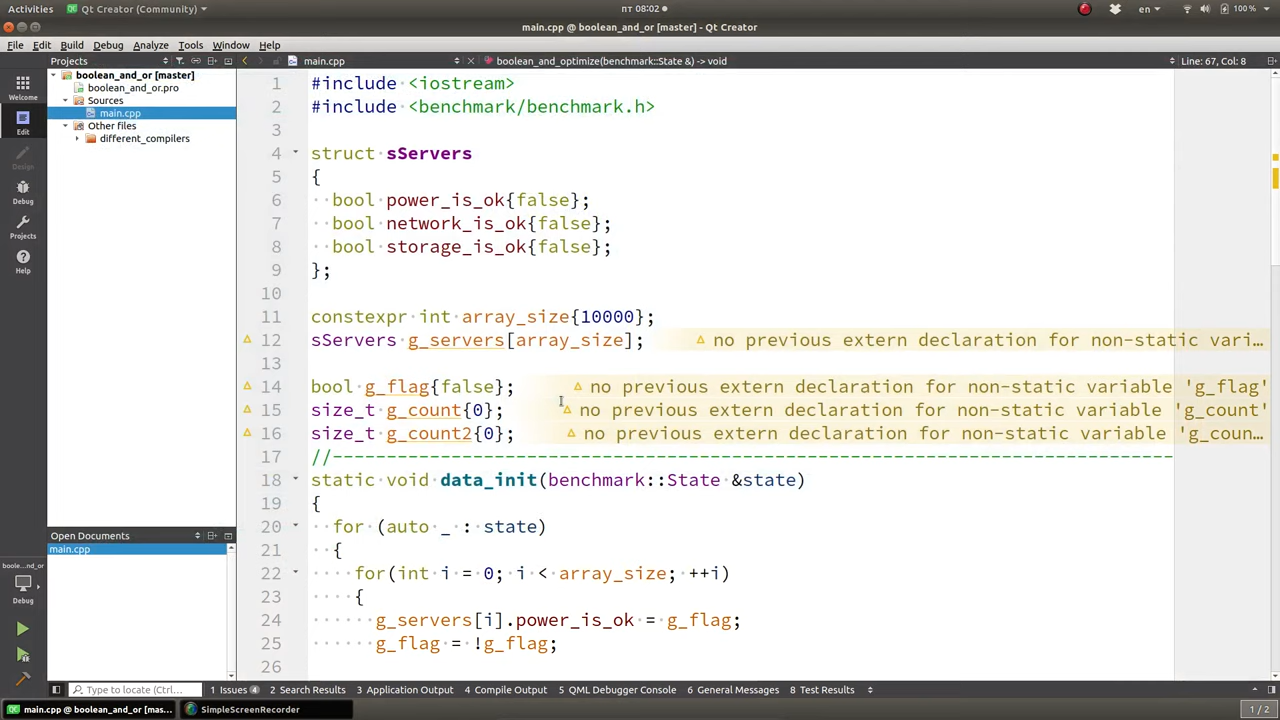 Activities Qt Creator (Community) пт 08:02 en 100 %
main.cpp @ boolean_and_or [master] - Qt Creator
File Edit Build Debug Analyze Tools Window Help
Projects main.cpp boolean_and_optimize(benchmark::State &) -> void Line: 67, Col: 8
boolean_and_or [master]
boolean_and_or.pro
Sources
main.cpp
Other files
different_compilers
Welcome
Edit
Design
Debug
Projects
Help
1 #include <iostream>
2 #include <benchmark/benchmark.h>
3
4 struct sServers
5 {
6 bool power_is_ok{false};
7 bool network_is_ok{false};
8 bool storage_is_ok{false};
9 };
10
11 constexpr int array_size{10000};
12 sServers g_servers[array_size]; no previous extern declaration for non-static vari…
13
14 bool g_flag{false}; no previous extern declaration for non-static variable 'g_flag'
15 size_t g_count{0}; no previous extern declaration for non-static variable 'g_count'
16 size_t g_count2{0}; no previous extern declaration for non-static variable 'g_coun…
17 //------------------------------------------------------------------------------
18 static void data_init(benchmark::State &state)
19 {
20 for (auto _ : state)
21 {
22 for(int i = 0; i < array_size; ++i)
23 {
24 g_servers[i].power_is_ok = g_flag;
25 g_flag = !g_flag;
26
Open Documents
main.cpp
boole…nd_or
Debug
Type to locate (Ctrl... 1 Issues 4 2 Search Results 3 Application Output 4 Compile Output 5 QML Debugger Console 6 General Messages 8 Test Results
main.cpp @ boolean_and_or [mas... SimpleScreenRecorder 1 / 2